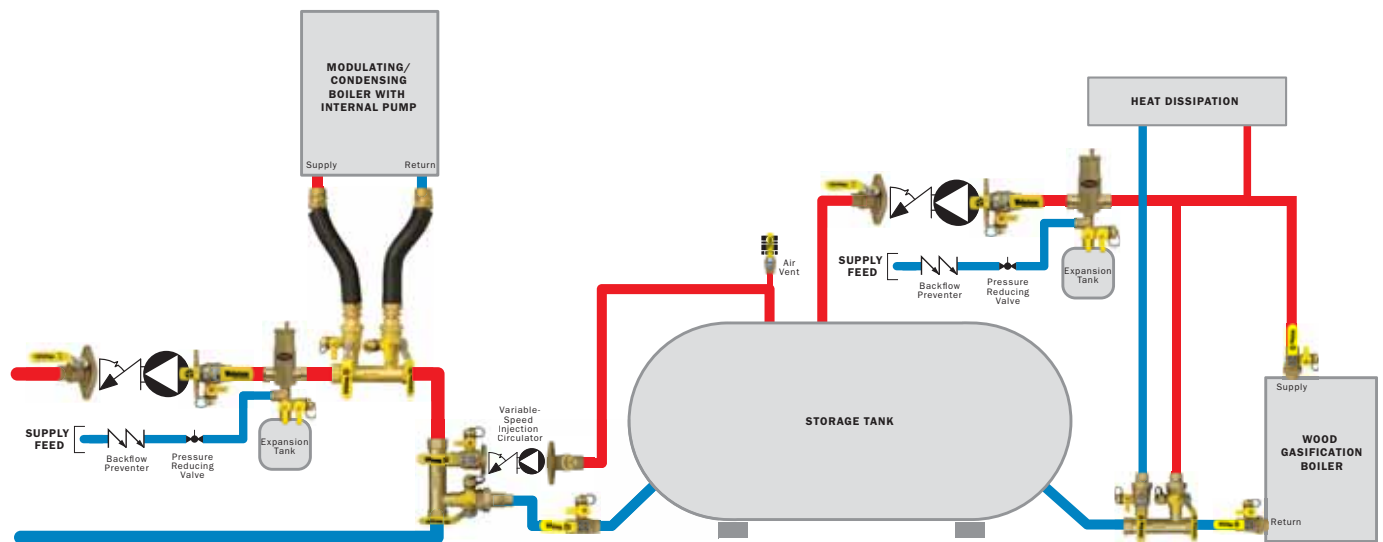 MODULATING/
CONDENSING
BOILER WITH
INTERNAL PUMP
Supply
Return
HEAT DISSIPATION
Air
Vent
SUPPLY
FEED
Backflow
Preventer
Pressure
Reducing
Valve
Expansion
Tank
SUPPLY
FEED
Backflow
Preventer
Pressure
Reducing
Valve
Expansion
Tank
Variable-
Speed
Injection
Circulator
STORAGE TANK
Supply
WOOD
GASIFICATION
BOILER
Return